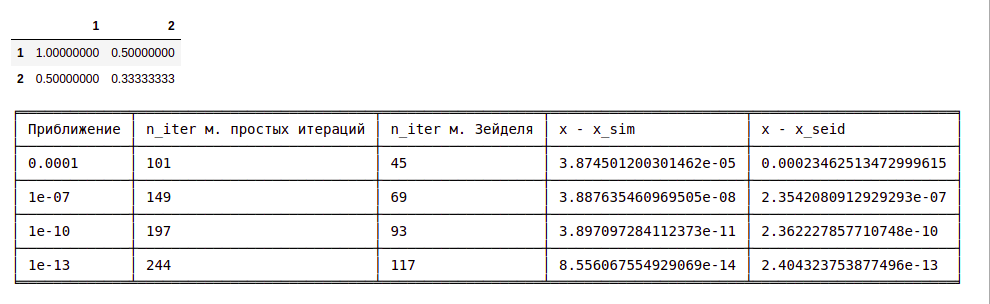 1 2
1 1.00000000 0.50000000
2 0.50000000 0.33333333
Приближение n_iter м. простых итераций n_iter м. Зейделя x - x_sim x - x_seid
0.0001 101 45 3.874501200301462e-05 0.00023462513472999615
1e-07 149 69 3.887635460969505e-08 2.3542080912929293e-07
1e-10 197 93 3.897097284112373e-11 2.362227857710748e-10
1e-13 244 117 8.556067554929069e-14 2.404323753877496e-13